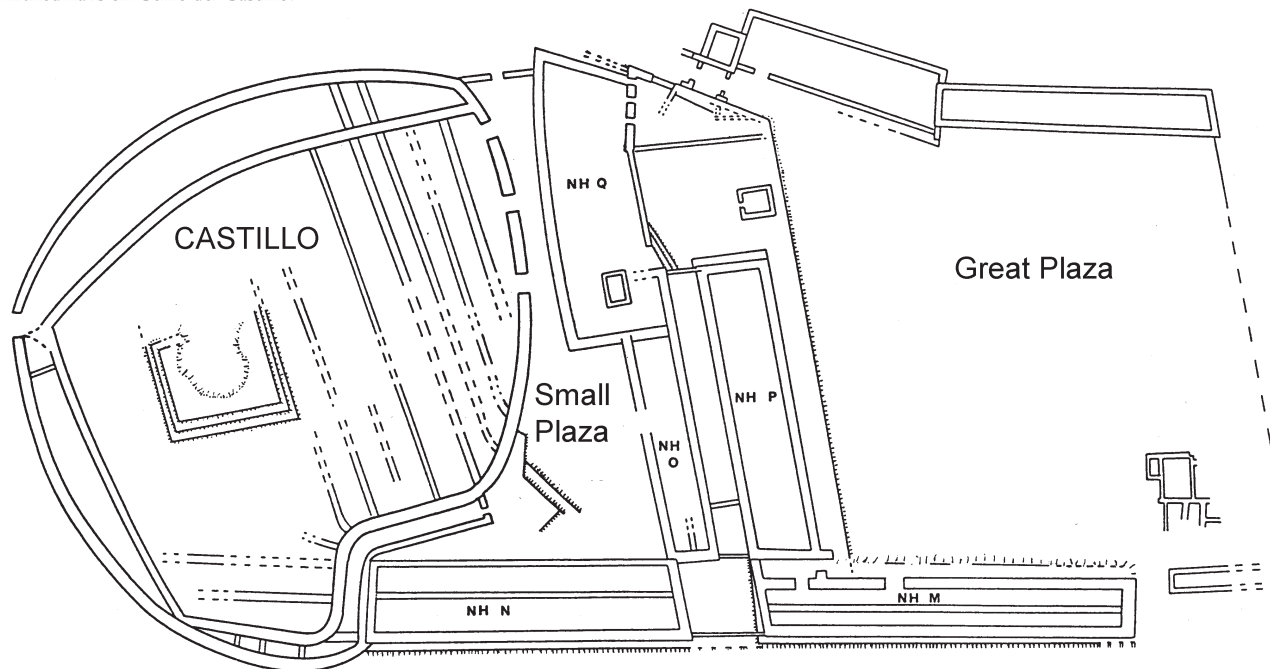 NH Q
CASTILLO
Great Plaza
Small
Plaza
NH P
NH
O
NH N
NH M